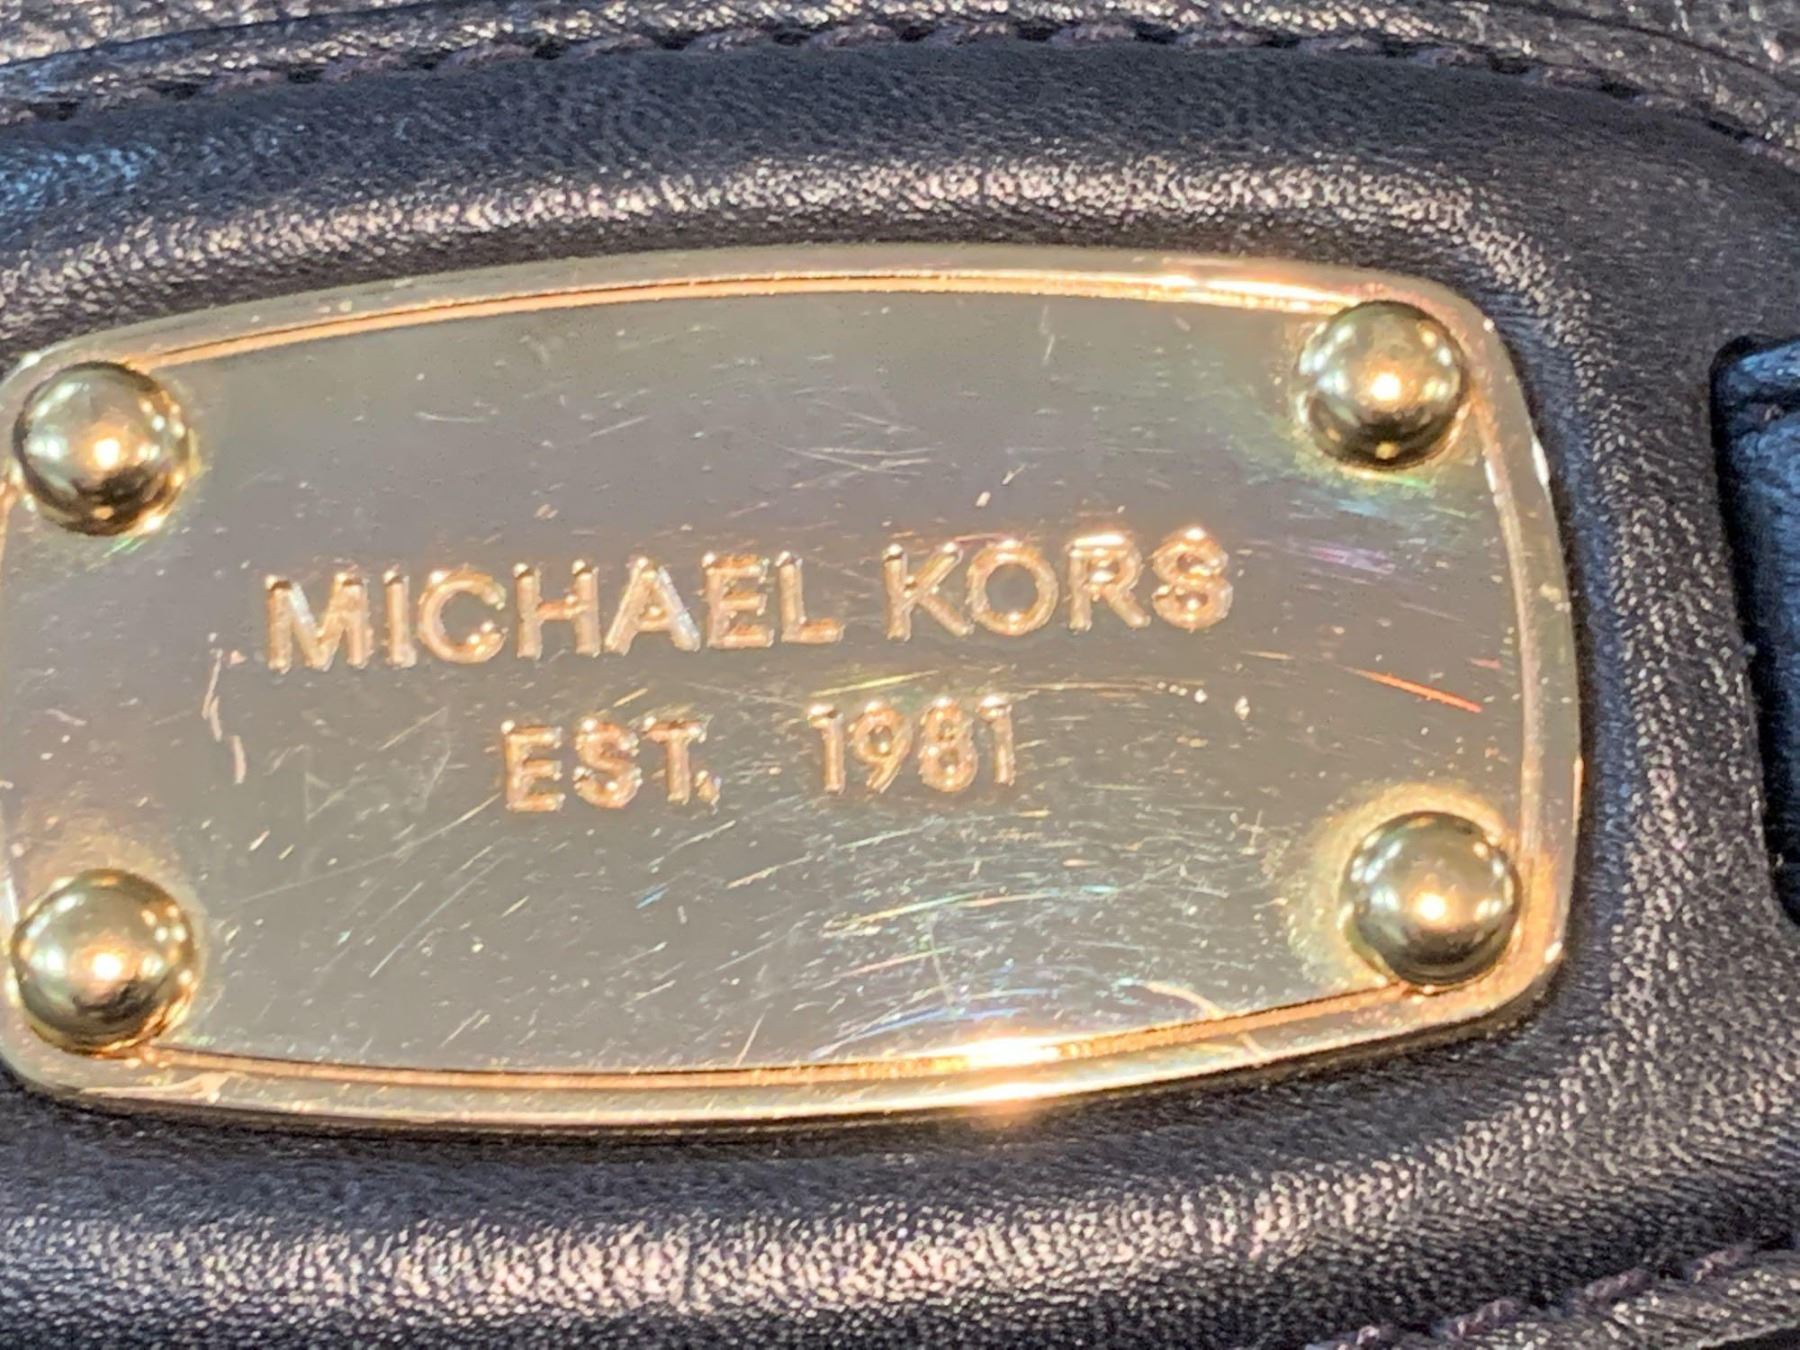 MICHAEL KORS
EST. 1981